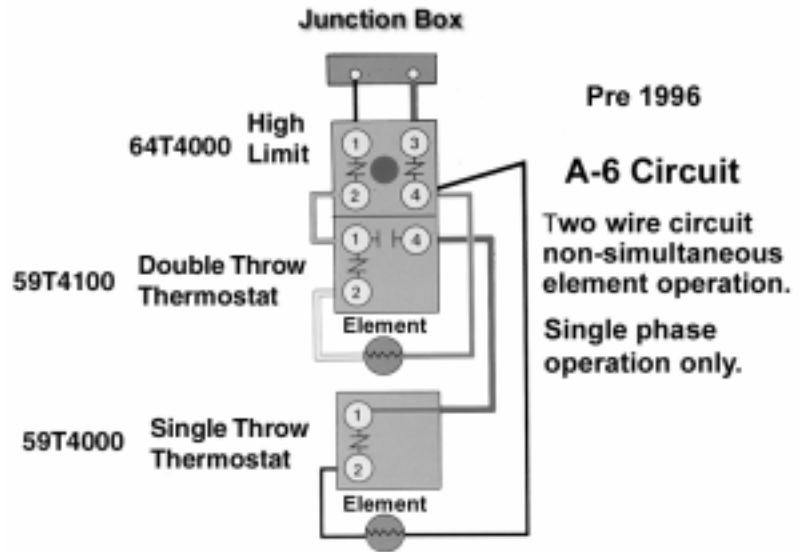 Junction Box
Pre 1996
64T4000
High
Limit
1
3
2
4
A-6 Circuit
Two wire circuit
non-simultaneous
element operation.
Single phase
operation only.
59T4100
Double Throw
Thermostat
1
4
2
Element
59T4000
Single Throw
Thermostat
1
2
Element